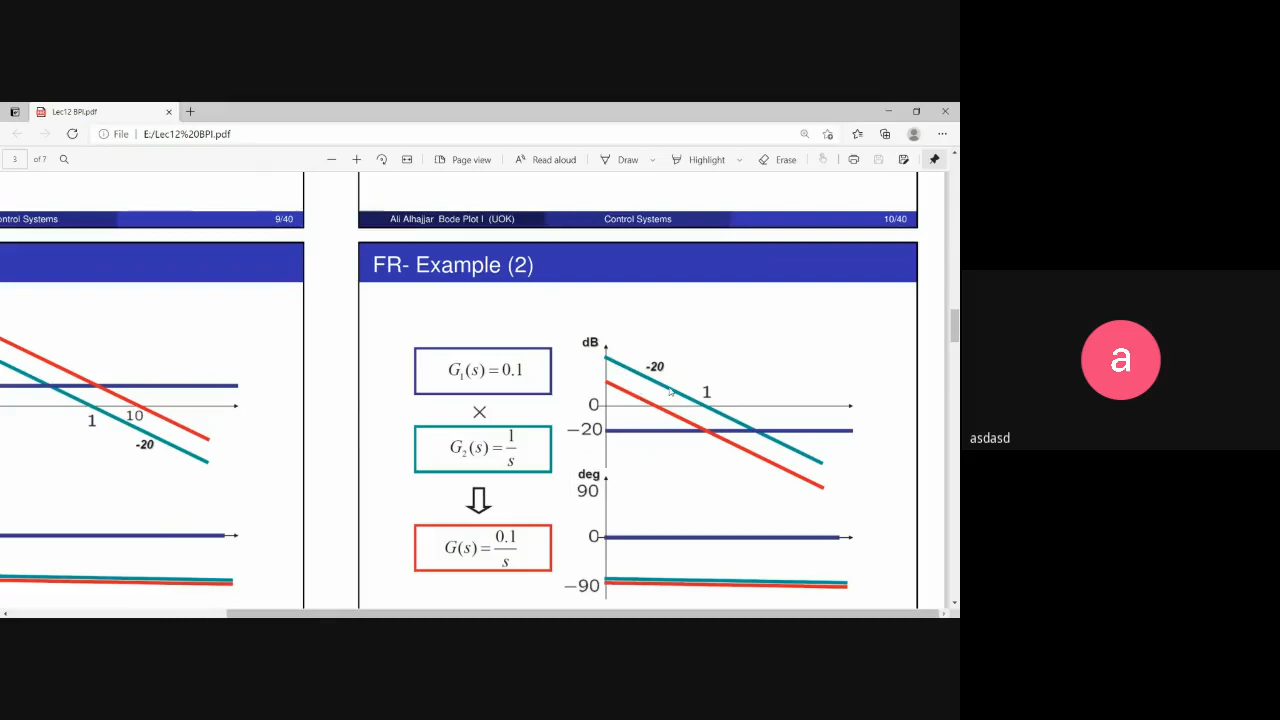 Lec12 BPI.pdf
File E:/Lec12%20BPI.pdf
3 of 7 Page view Read aloud Draw Highlight Erase
ontrol Systems 9/40
Ali Alhajjar Bode Plot I (UOK) Control Systems 10/40
FR- Example (2)
1
10
-20
G₁(s) = 0.1
×
G₂(s) = 1/s
G(s) = 0.1/s
dB
-20
1
0
−20
deg
90
0
−90
a
asdasd